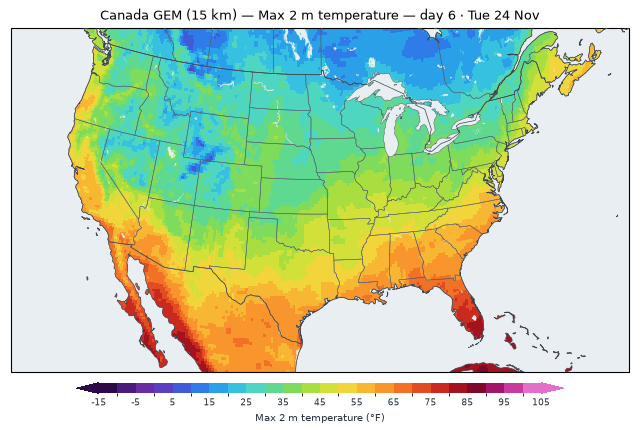 Canada GEM (15 km) — Max 2 m temperature — day 6 · Tue 24 Nov
-15 -5 5 15 25 35 45 55 65 75 85 95 105
Max 2 m temperature (°F)